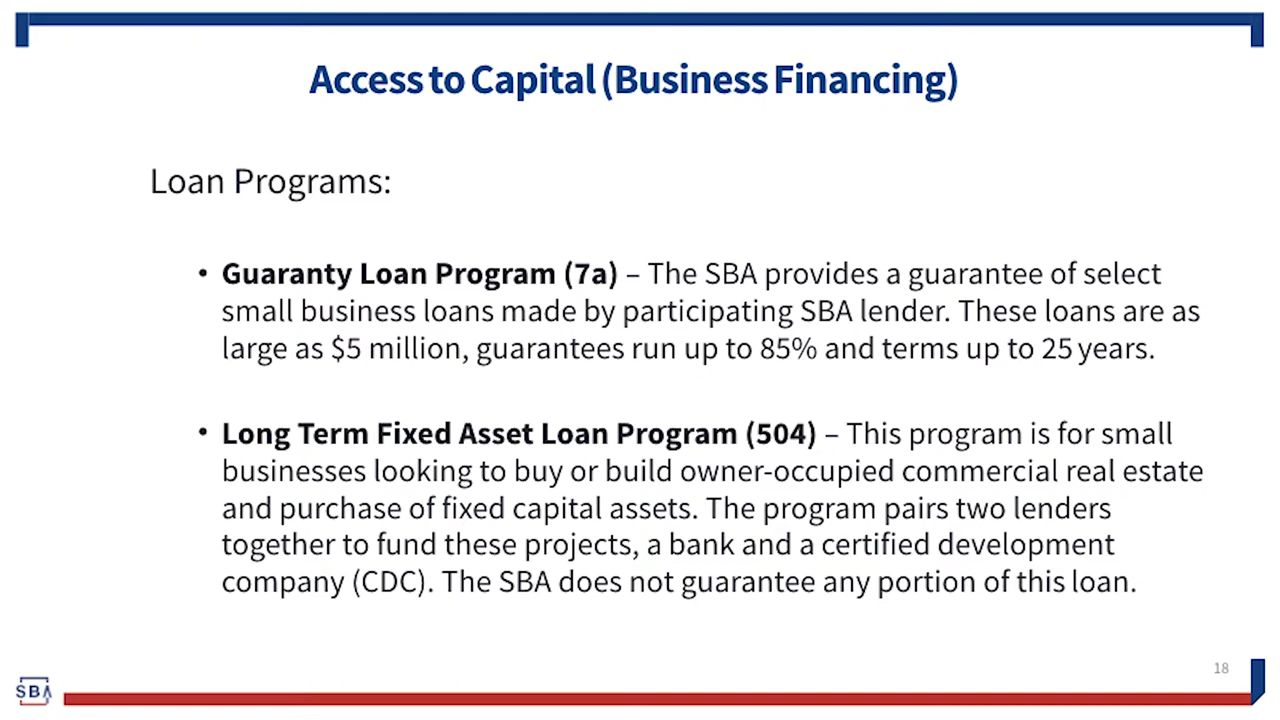 Access to Capital (Business Financing)
Loan Programs:
• Guaranty Loan Program (7a) – The SBA provides a guarantee of select
small business loans made by participating SBA lender. These loans are as
large as $5 million, guarantees run up to 85% and terms up to 25 years.
• Long Term Fixed Asset Loan Program (504) – This program is for small
businesses looking to buy or build owner-occupied commercial real estate
and purchase of fixed capital assets. The program pairs two lenders
together to fund these projects, a bank and a certified development
company (CDC). The SBA does not guarantee any portion of this loan.
18
SBA